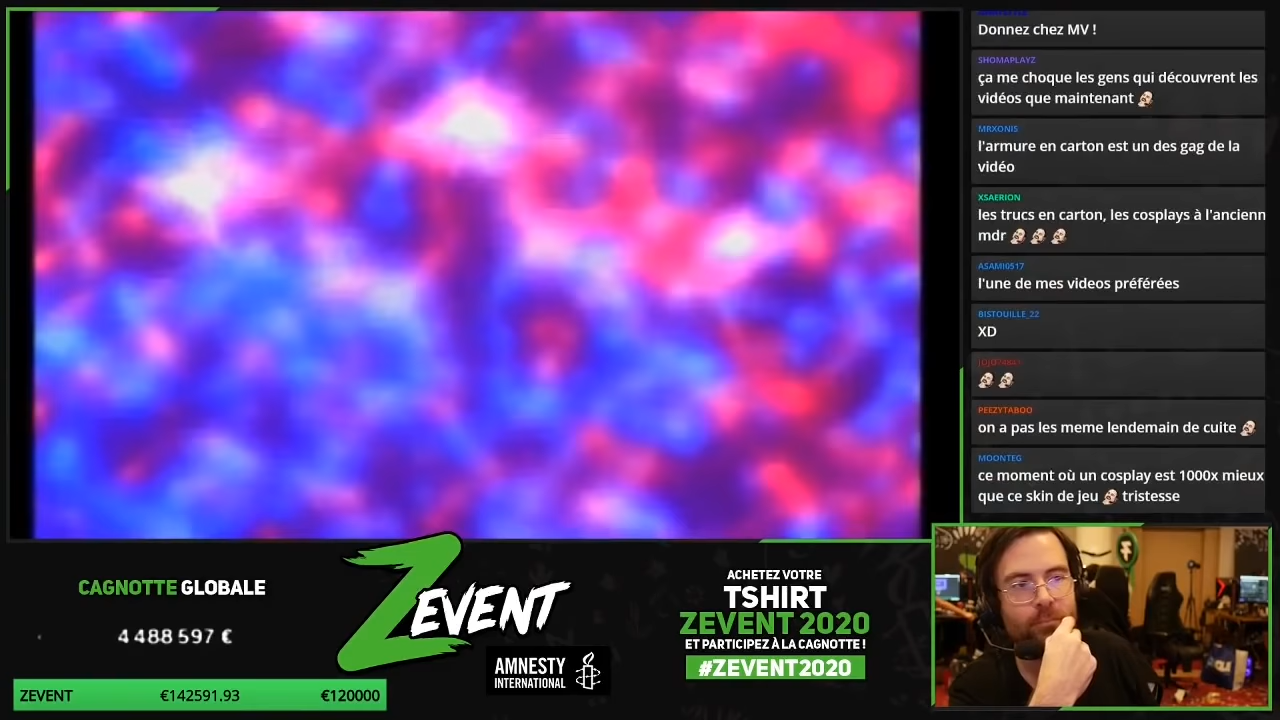 Donnez chez MV !
SHOMAPLAYZ
ça me choque les gens qui découvrent les
vidéos que maintenant
MRXONIS
l'armure en carton est un des gag de la
vidéo
XSAERION
les trucs en carton, les cosplays à l'ancienn
mdr
ASAMI0517
l'une de mes videos préférées
BISTOUILLE_22
XD
PEEZYTABOO
on a pas les meme lendemain de cuite
MOONTEG
ce moment où un cosplay est 1000x mieux
que ce skin de jeu tristesse
CAGNOTTE GLOBALE
4 488 597 €
ZEVENT €142591.93 €120000
ZEVENT
AMNESTY
INTERNATIONAL
ACHETEZ VOTRE
TSHIRT
ZEVENT 2020
ET PARTICIPEZ À LA CAGNOTTE !
#ZEVENT2020